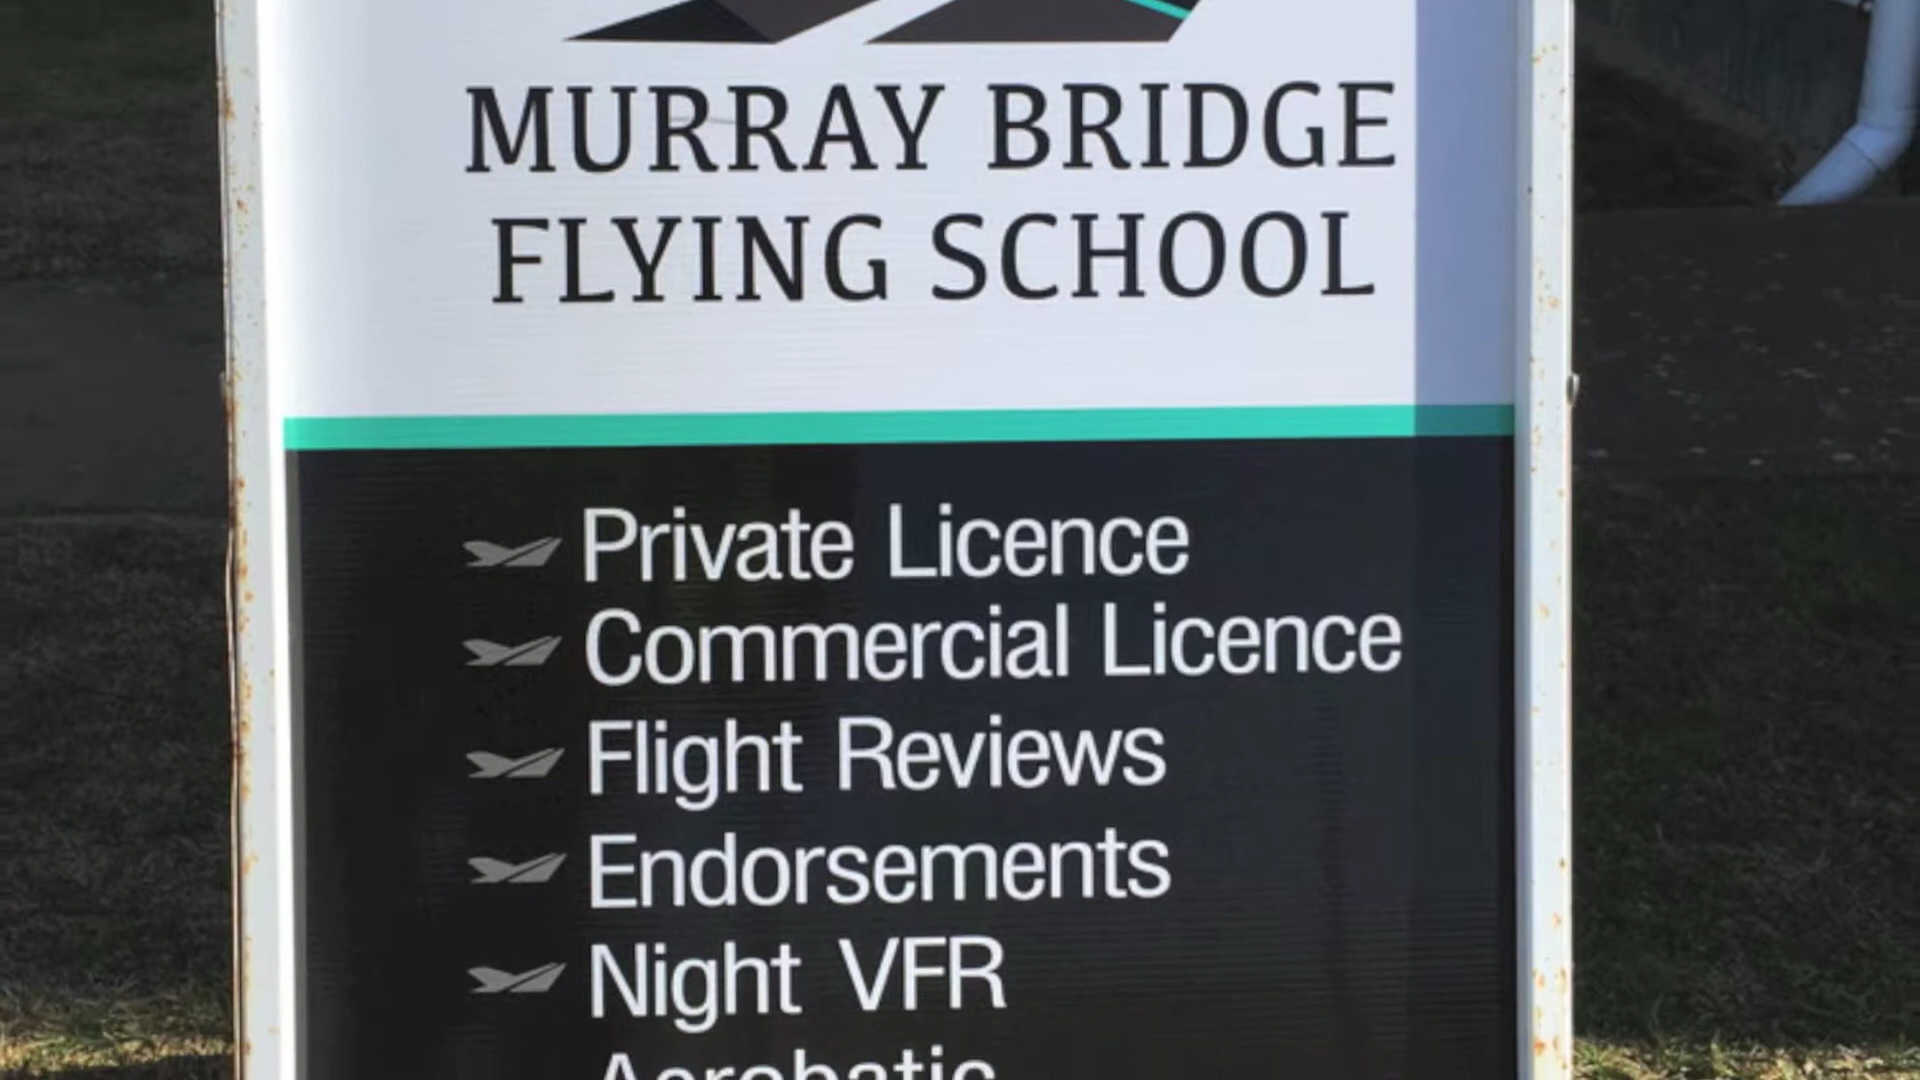 MURRAY BRIDGE
FLYING SCHOOL
Private Licence
Commercial Licence
Flight Reviews
Endorsements
Night VFR
Aerobatic